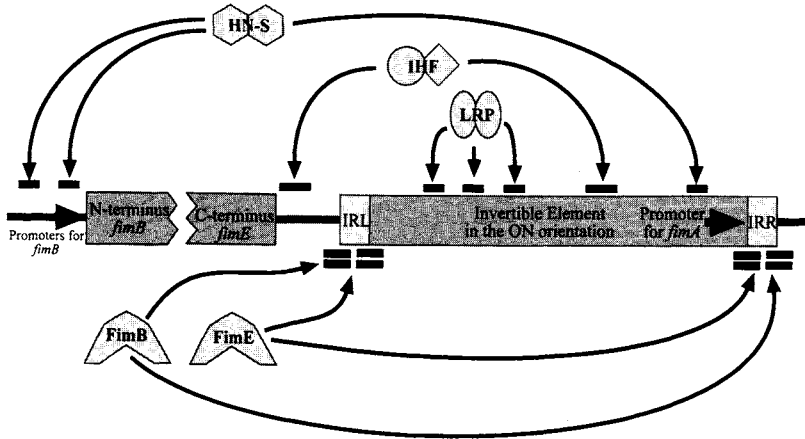 HN-S
IHF
LRP
N-terminus
fimB
C-terminus
fimE
IRL
Invertible Element
in the ON orientation
Promoter
for fimA
IRR
Promoters for
fimB
FimB
FimE